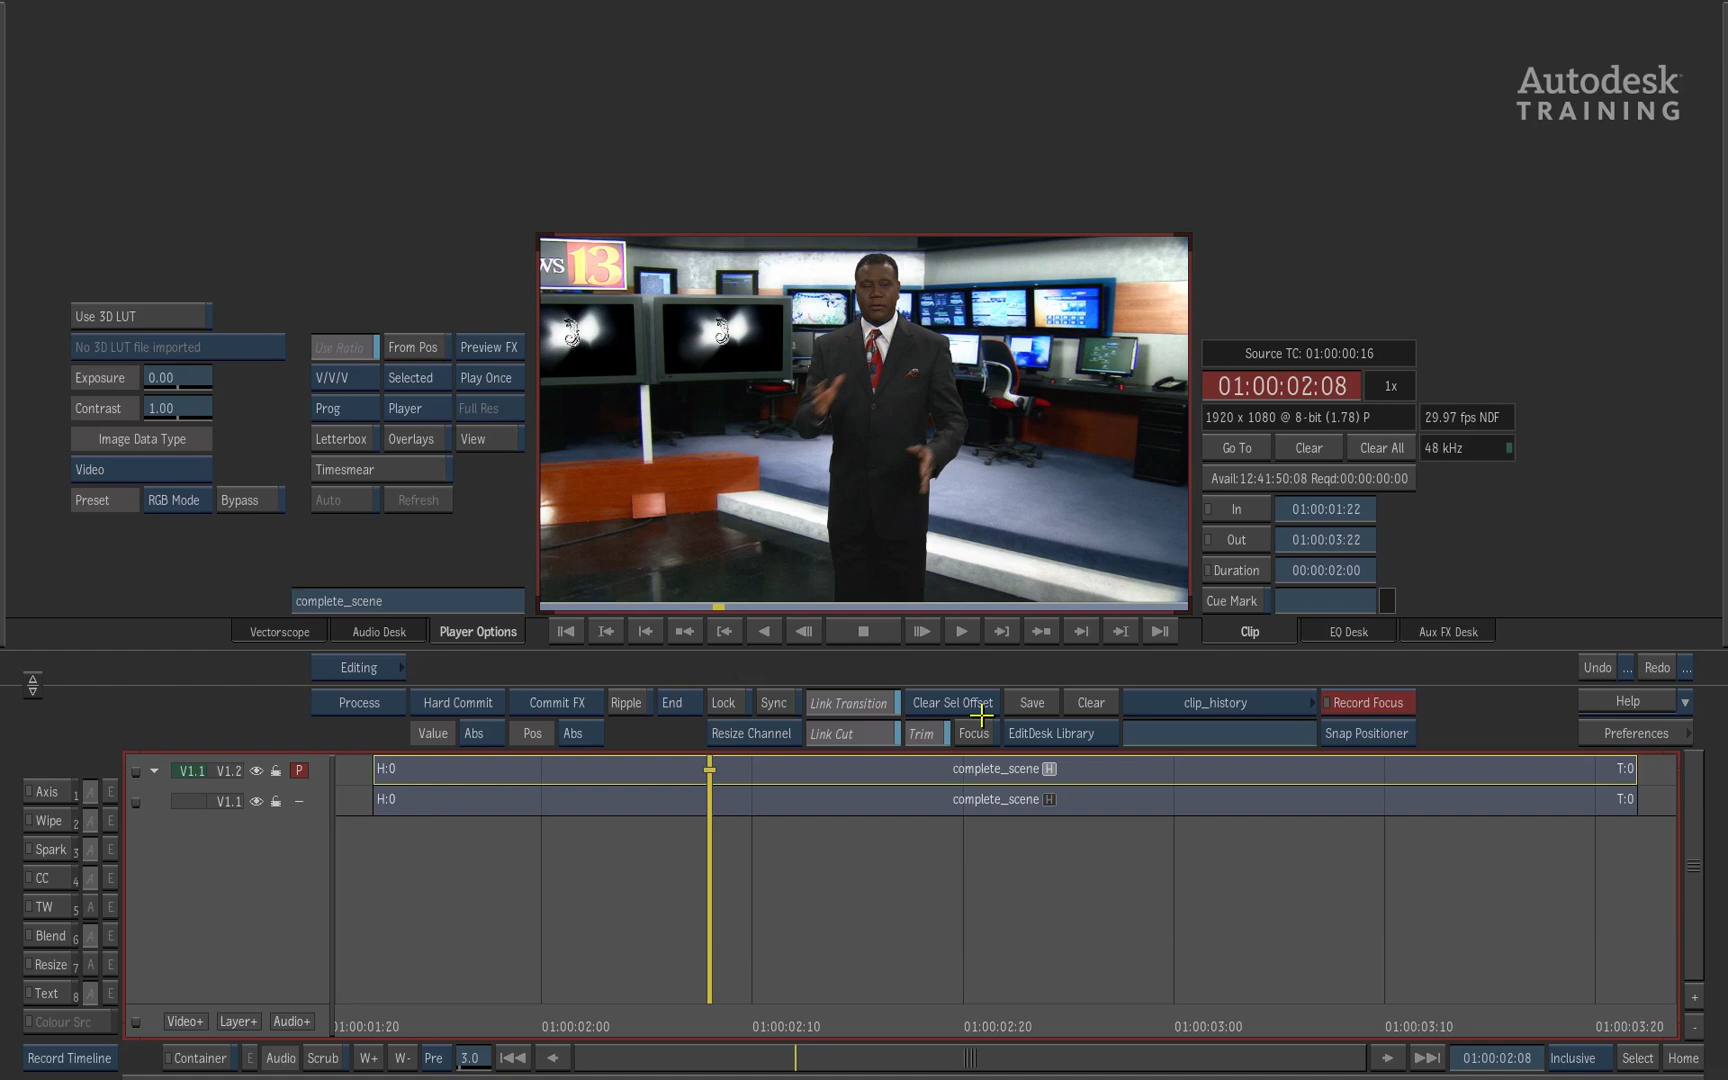 Autodesk
TRAINING
WS 13
Use 3D LUT
No 3D LUT file imported
Exposure 0.00
Contrast 1.00
Image Data Type
Video
Preset RGB Mode Bypass
Use Ratio From Pos Preview FX
V/V/V Selected Play Once
Prog Player Full Res
Letterbox Overlays View
Timesmear
Auto Refresh
complete_scene
Source TC: 01:00:00:16
01:00:02:08 1x
1920 x 1080 @ 8-bit (1.78) P 29.97 fps NDF
Go To Clear Clear All 48 kHz
Avail:12:41:50:08 Reqd:00:00:00:00
In 01:00:01:22
Out 01:00:03:22
Duration 00:00:02:00
Cue Mark
Vectorscope Audio Desk Player Options Clip EQ Desk Aux FX Desk
Editing Undo ... Redo ...
Process Hard Commit Commit FX Ripple End Lock Sync Link Transition Clear Sel Offset Save Clear clip_history Record Focus Help
Value Abs Pos Abs Resize Channel Link Cut Trim Focus EditDesk Library Snap Positioner Preferences
V1.1 V1.2 P H:0 complete_scene H T:0
V1.1 H:0 complete_scene H T:0
Axis 1 A E
Wipe 2 A E
Spark 3 A E
CC 4 A E
TW 5 A E
Blend 6 A E
Resize 7 A E
Text 8 A E
Colour Src
Video+ Layer+ Audio+
01:00:01:20 01:00:02:00 01:00:02:10 01:00:02:20 01:00:03:00 01:00:03:10 01:00:03:20
Record Timeline Container E Audio Scrub W+ W- Pre 3.0 01:00:02:08 Inclusive Select Home